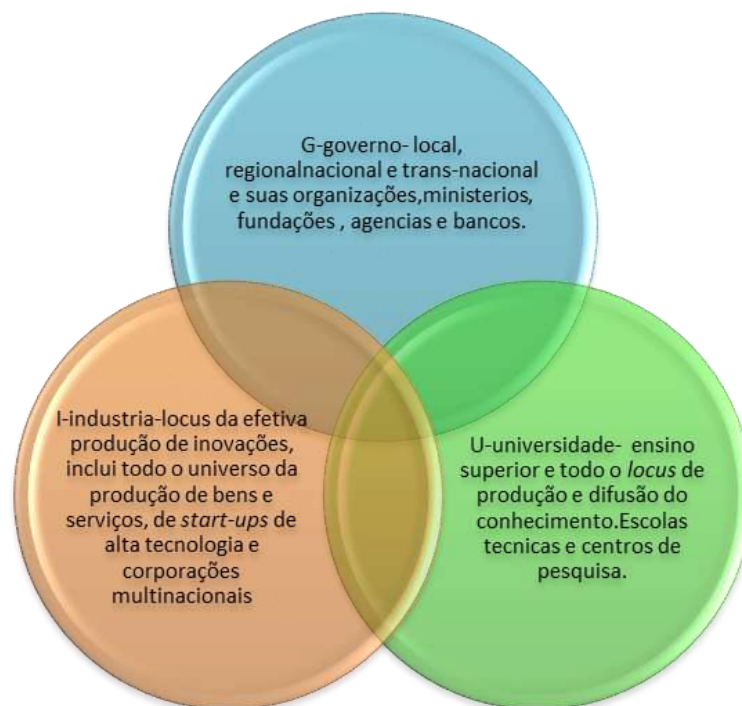 G-governo- local,
regionalnacional e trans-nacional
e suas organizações,ministerios,
fundações , agencias e bancos.
I-industria-locus da efetiva
produção de inovações,
inclui todo o universo da
produção de bens e
serviços, de start-ups de
alta tecnologia e
corporações
multinacionais
U-universidade- ensino
superior e todo o locus de
produção e difusão do
conhecimento.Escolas
tecnicas e centros de
pesquisa.